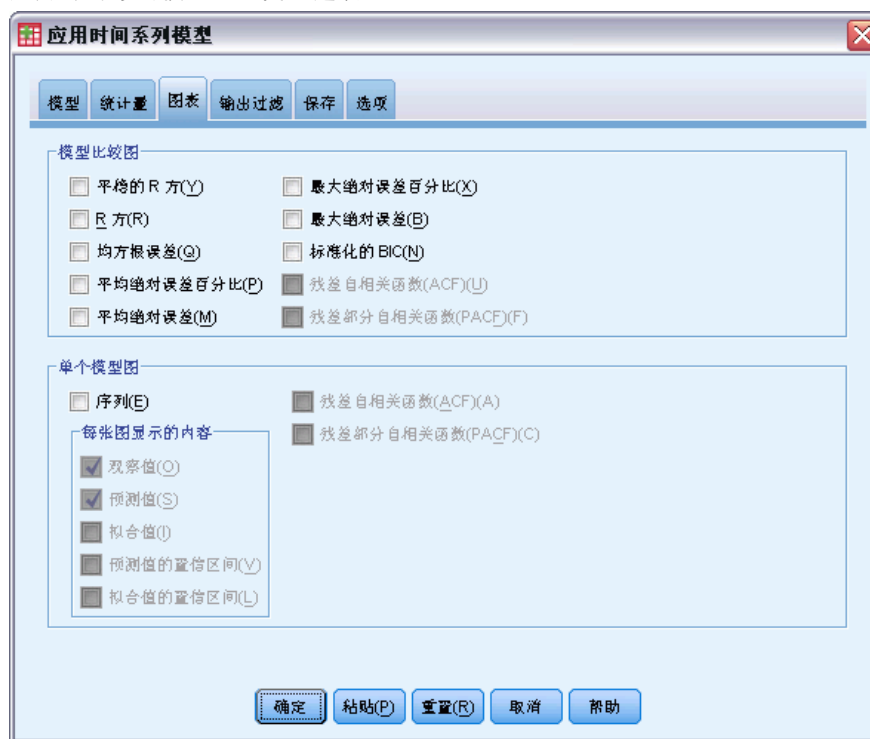 应用时间系列模型
模型 统计量 图表 输出过滤 保存 选项
模型比较图
平稳的 R 方(Y) 最大绝对误差百分比(X)
R 方(R) 最大绝对误差(B)
均方根误差(Q) 标准化的 BIC(N)
平均绝对误差百分比(P) 残差自相关函数(ACF)(U)
平均绝对误差(M) 残差部分自相关函数(PACF)(F)
单个模型图
序列(E) 残差自相关函数(ACF)(A)
每张图显示的内容 残差部分自相关函数(PACF)(C)
观察值(O)
预测值(S)
拟合值(I)
预测值的置信区间(V)
拟合值的置信区间(L)
确定 粘贴(P) 重置(R) 取消 帮助